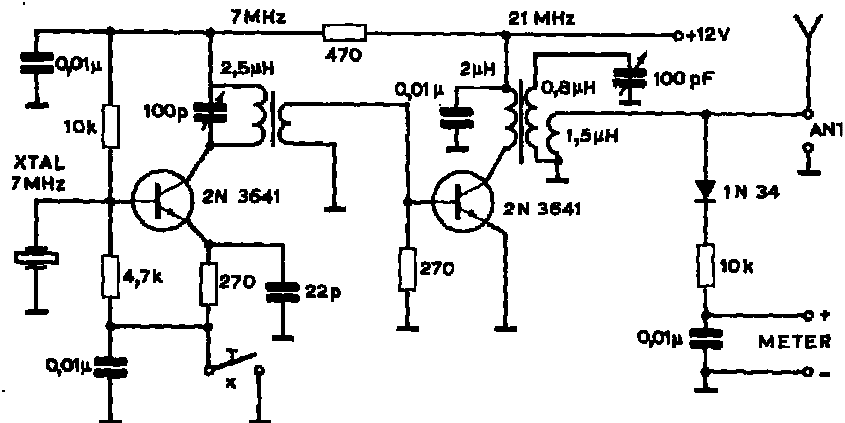 7MHz
21 MHz
+12V
0,01µ
470
2,5µH
2µH
0,8µH
100 pF
100p
0,01µ
10k
1,5µH
ANT
XTAL
7MHz
2N 3641
2N 3641
1N 34
4,7k
270
22p
270
10k
+
0,01µ
METER
0,01µ
T
x
–